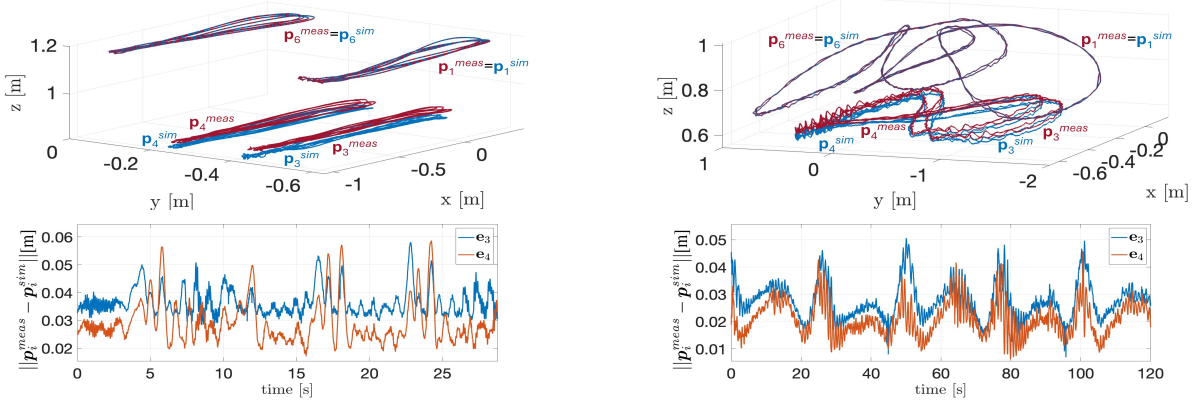 p₆ᵐᵉᵃˢ=p₆ˢⁱᵐ
p₁ᵐᵉᵃˢ=p₁ˢⁱᵐ
p₄ᵐᵉᵃˢ
p₄ˢⁱᵐ
p₃ᵐᵉᵃˢ
p₃ˢⁱᵐ
1.2
1
z [m]
0
-0.2
-0.4
-0.6
y [m]
-1
-0.5
0
x [m]
p₆ᵐᵉᵃˢ=p₆ˢⁱᵐ
p₁ᵐᵉᵃˢ=p₁ˢⁱᵐ
p₄ᵐᵉᵃˢ
p₄ˢⁱᵐ
p₃ᵐᵉᵃˢ
p₃ˢⁱᵐ
1
0.8
0.6
z [m]
1
0
-1
-2
y [m]
-0.6
-0.4
-0.2
0
x [m]
||pᵢᵐᵉᵃˢ − pᵢˢⁱᵐ||[m]
0.06
0.05
0.04
0.03
0.02
e₃
e₄
0 5 10 15 20 25
time [s]
||pᵢᵐᵉᵃˢ − pᵢˢⁱᵐ||[m]
0.05
0.04
0.03
0.02
0.01
e₃
e₄
0 20 40 60 80 100 120
time [s]